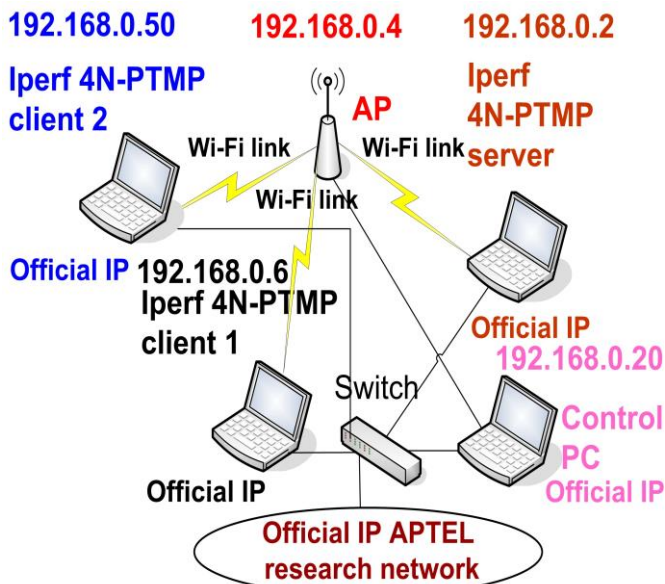 192.168.0.50 192.168.0.4 192.168.0.2
Iperf 4N-PTMP
client 2
AP
Iperf
4N-PTMP
server
Wi-Fi link
Wi-Fi link
Wi-Fi link
Official IP
192.168.0.6
Iperf 4N-PTMP
client 1
Official IP
192.168.0.20
Switch
Control
PC
Official IP
Official IP
Official IP APTEL
research network